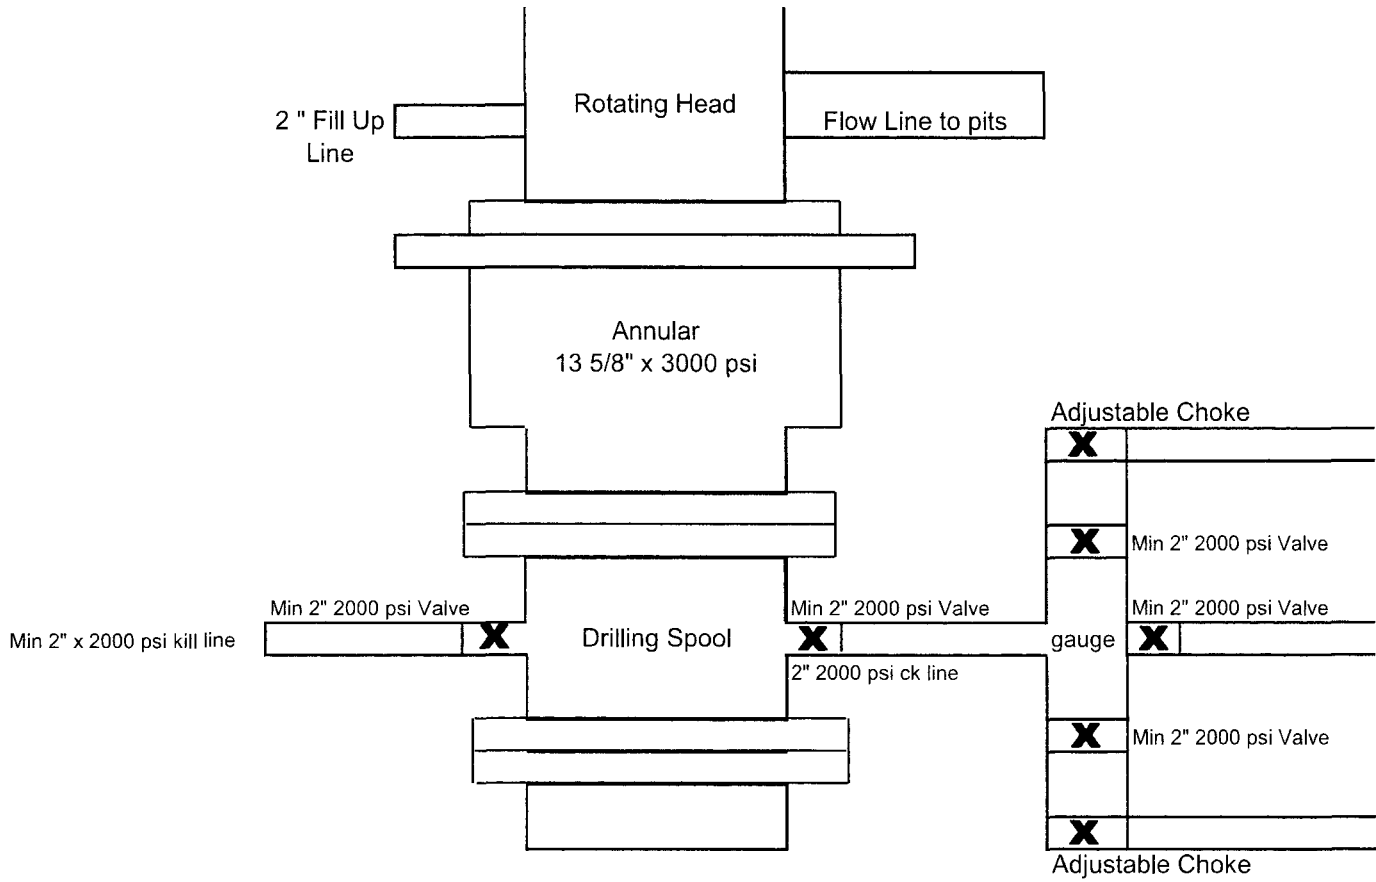 Rotating Head
2 " Fill Up
Line
Flow Line to pits
Annular
13 5/8" x 3000 psi
Adjustable Choke
X
X
Min 2" 2000 psi Valve
Min 2" 2000 psi Valve
Min 2" 2000 psi Valve
Min 2" 2000 psi Valve
Min 2" x 2000 psi kill line
X
Drilling Spool
X
gauge
X
2" 2000 psi ck line
X
Min 2" 2000 psi Valve
X
Adjustable Choke